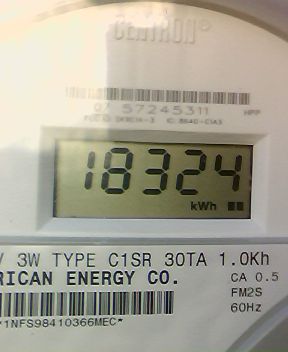 CENTRON®
57245311
18324
kWh
V 3W TYPE C1SR 30TA 1.0Kh
RICAN ENERGY CO.
CA 0.5
FM2S
60Hz
*1NFS98410366MEC*